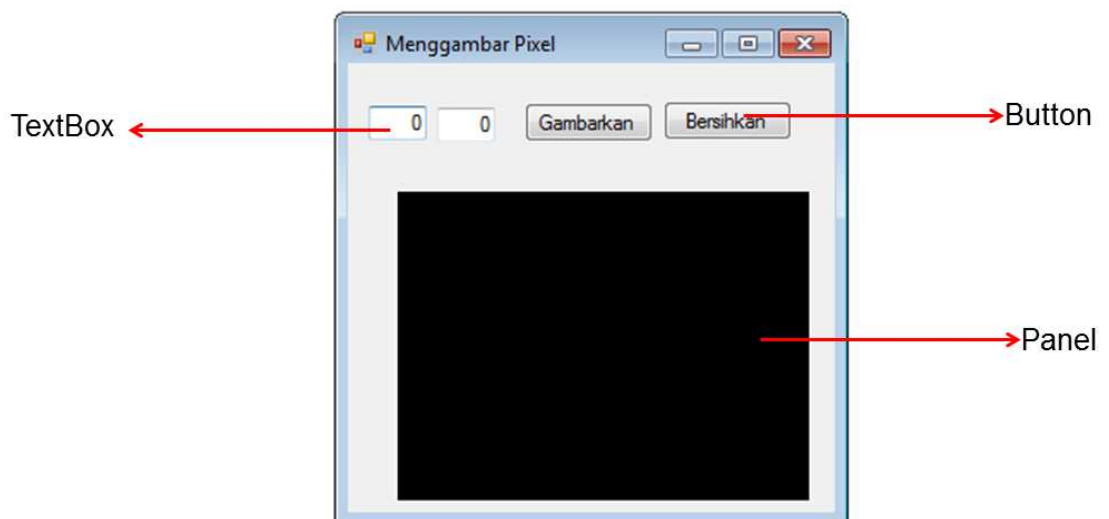 Menggambar Pixel
TextBox
0 0 Gambarkan Bersihkan
Button
Panel